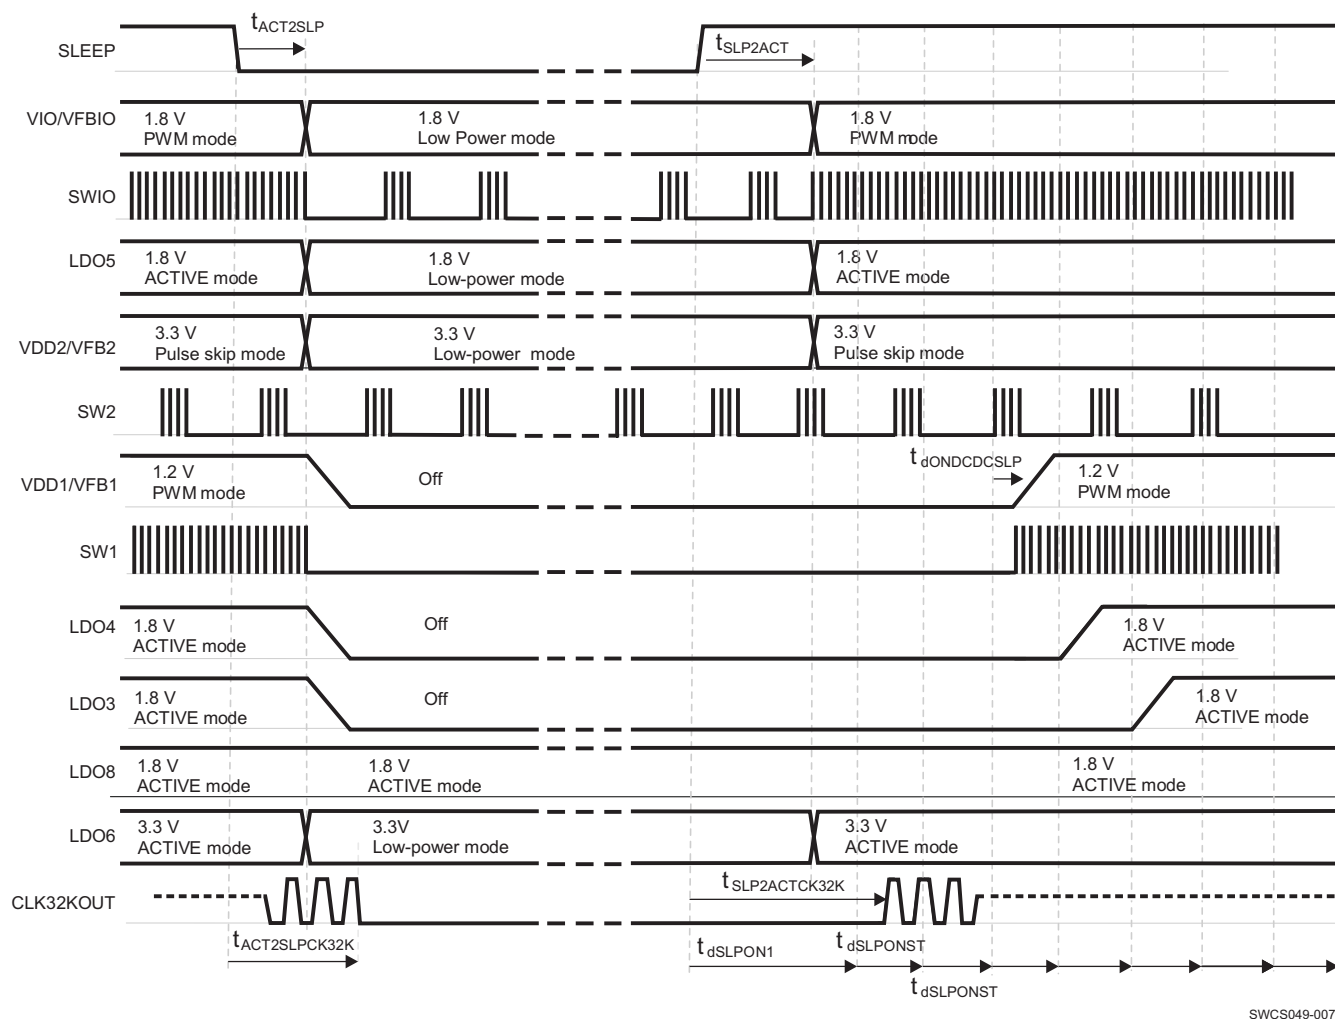 SLEEP
tACT2SLP
tSLP2ACT
VIO/VFBIO
1.8 V
PWM mode
1.8 V
Low Power mode
1.8 V
PWM mode
SWIO
LDO5
1.8 V
ACTIVE mode
1.8 V
Low-power mode
1.8 V
ACTIVE mode
VDD2/VFB2
3.3 V
Pulse skip mode
3.3 V
Low-power mode
3.3 V
Pulse skip mode
SW2
t dONDCDCSLP
VDD1/VFB1
1.2 V
PWM mode
Off
1.2 V
PWM mode
SW1
LDO4
1.8 V
ACTIVE mode
Off
1.8 V
ACTIVE mode
LDO3
1.8 V
ACTIVE mode
Off
1.8 V
ACTIVE mode
LDO8
1.8 V
ACTIVE mode
1.8 V
ACTIVE mode
1.8 V
ACTIVE mode
LDO6
3.3 V
ACTIVE mode
3.3V
Low-power mode
3.3 V
ACTIVE mode
CLK32KOUT
tSLP2ACTCK32K
tACT2SLPCK32K
tdSLPON1
tdSLPONST
tdSLPONST
SWCS049-007